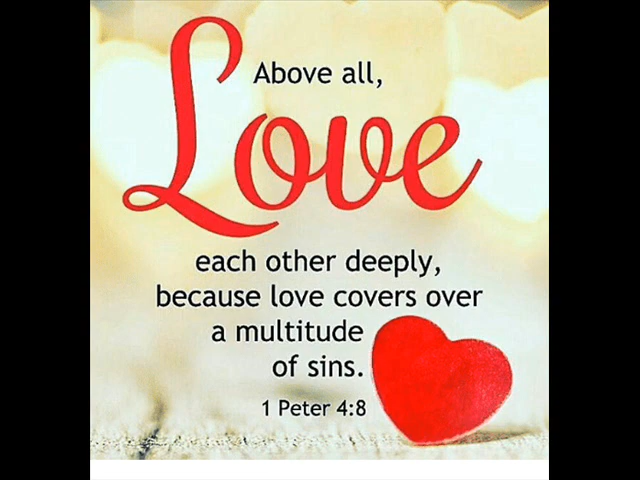 Above all,
Love
each other deeply,
because love covers over
a multitude
of sins.
1 Peter 4:8